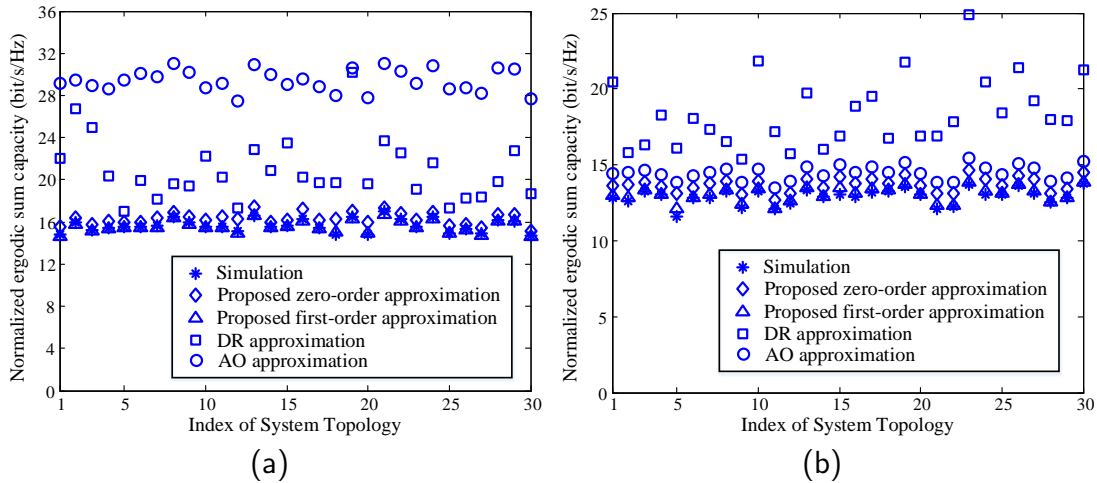 Normalized ergodic sum capacity (bit/s/Hz)
36
32
28
24
20
16
12
8
4
0
1
5
10
15
20
25
30
Simulation
Proposed zero-order approximation
Proposed first-order approximation
DR approximation
AO approximation
Index of System Topology
(a)
Normalized ergodic sum capacity (bit/s/Hz)
25
20
15
10
5
0
1
5
10
15
20
25
30
Simulation
Proposed zero-order approximation
Proposed first-order approximation
DR approximation
AO approximation
Index of System Topology
(b)